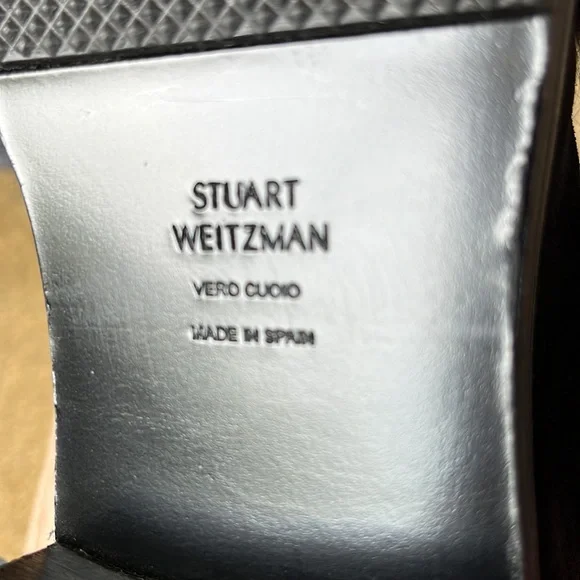 STUART
WEITZMAN
VERO CUOIO
MADE IN SPAIN